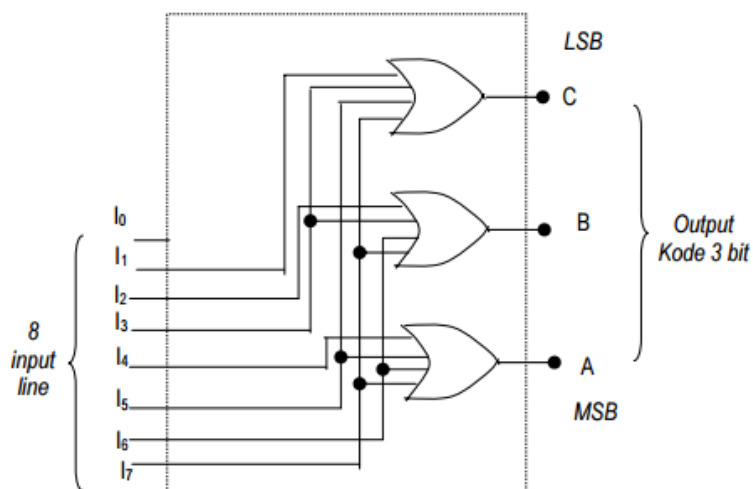 LSB
C
I₀
I₁
I₂
I₃
I₄
I₅
I₆
I₇
8
input
line
B
Output
Kode 3 bit
A
MSB